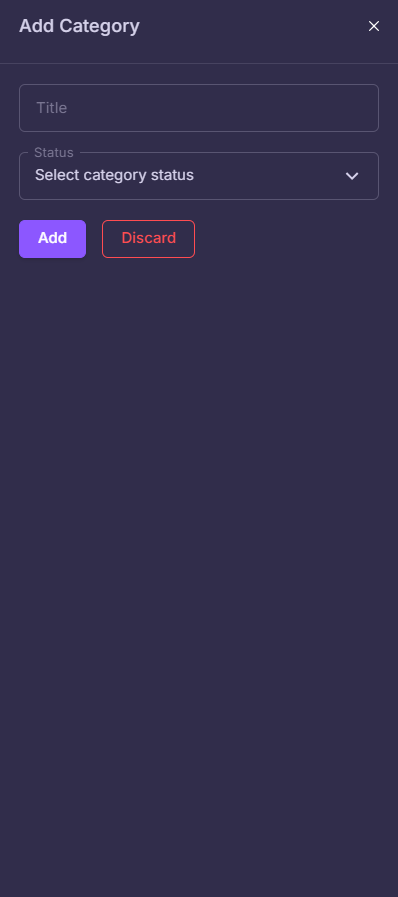 Add Category
Title
Status
Select category status
Add
Discard